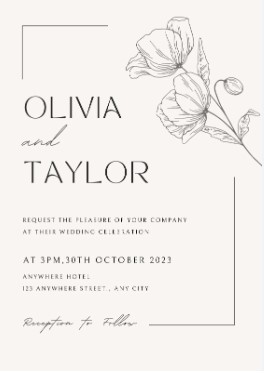 OLIVIA
and
TAYLOR
REQUEST THE PLEASURE OF YOUR COMPANY
AT THEIR WEDDING CELEBRATION
AT 3PM,30TH OCTOBER 2023
ANYWHERE HOTEL
123 ANYWHERE STREET., ANY CITY
Reception to Follow